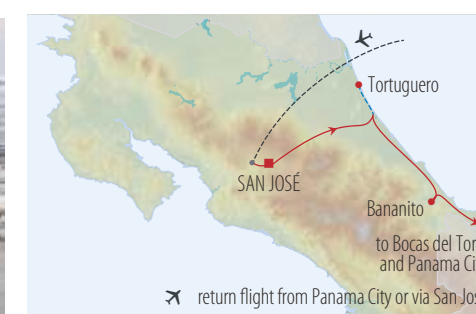 Tortuguero
SAN JOSÉ
Bananito
to Bocas del Tor
and Panama Ci
return flight from Panama City or via San Jos